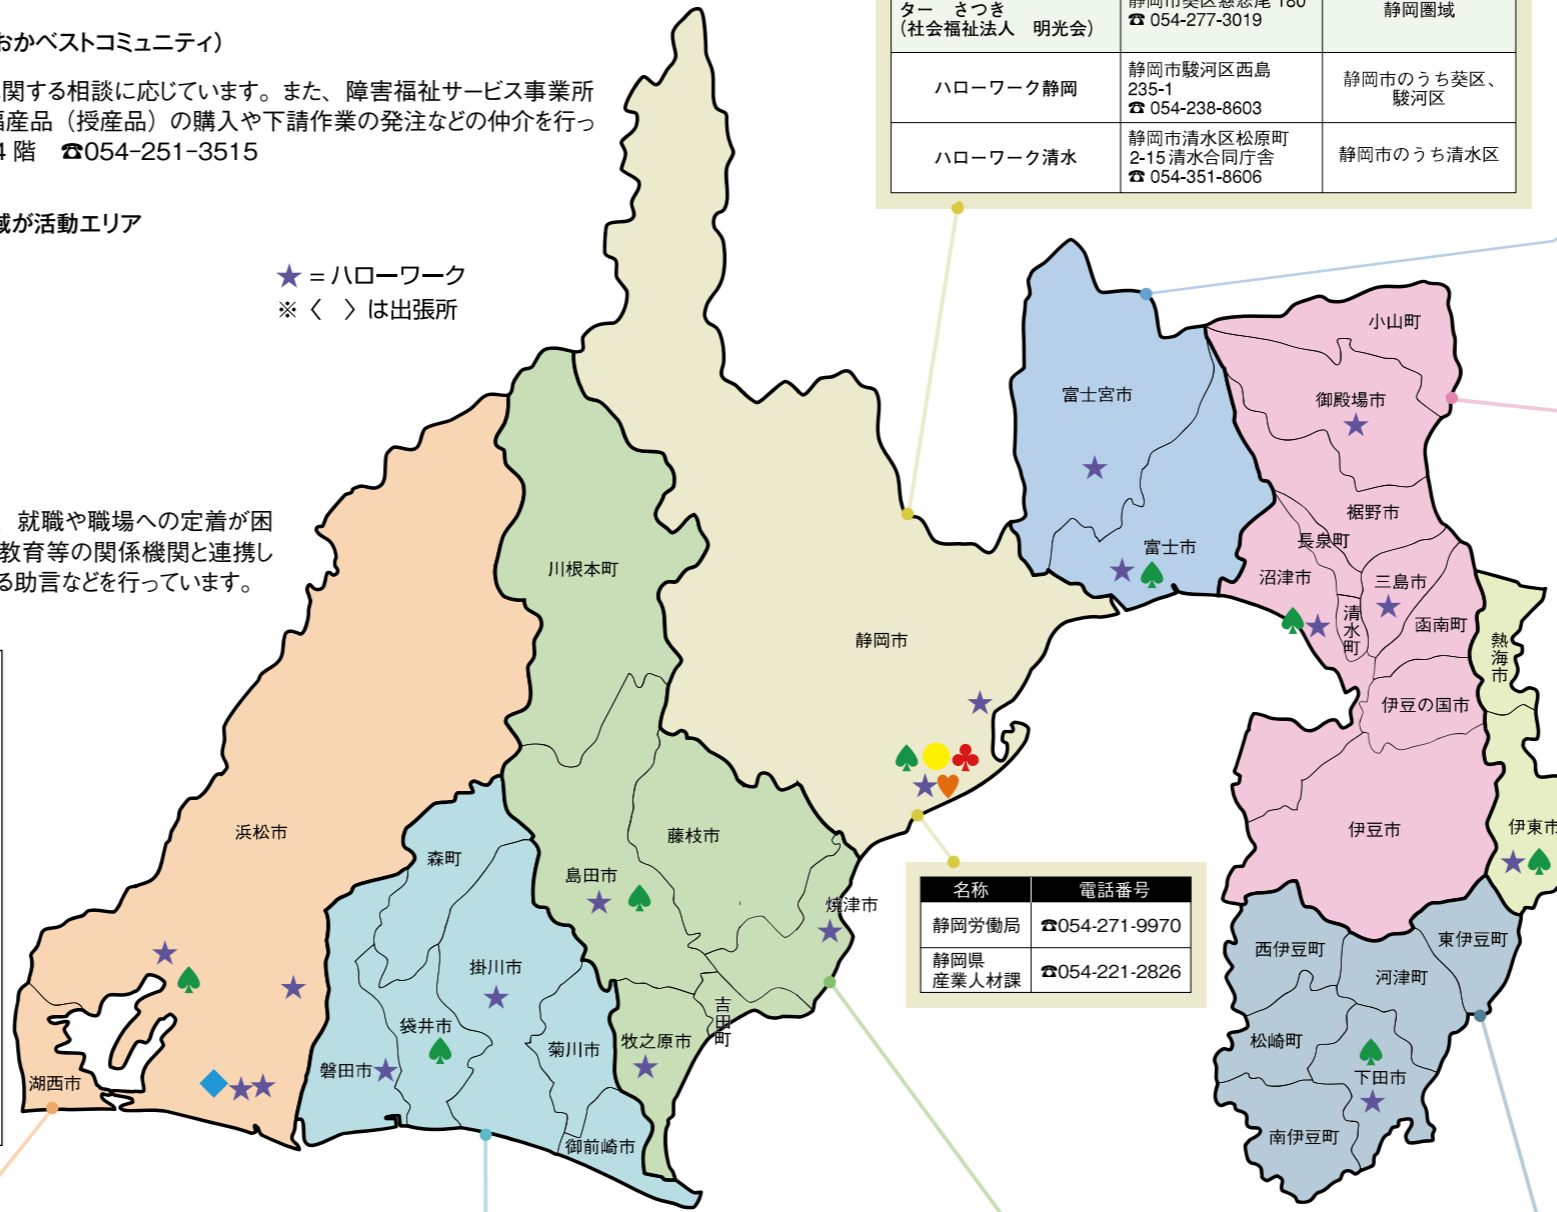 おかベストコミュニティ）
関する相談に応じています。また、障害福祉サービス事業所
産品（授産品）の購入や下請作業の発注などの仲介を行っ
4 階　☎054-251-3515
域が活動エリア
★ = ハローワーク
※〈　〉は出張所
就職や職場への定着が困
教育等の関係機関と連携し
る助言などを行っています。
ター　さつき
（社会福祉法人　明光会）
静岡市葵区慈悲尾 180
☎ 054-277-3019
静岡圏域
ハローワーク静岡
静岡市駿河区西島
235-1
☎ 054-238-8603
静岡市のうち葵区、
駿河区
ハローワーク清水
静岡市清水区松原町
2-15 清水合同庁舎
☎ 054-351-8606
静岡市のうち清水区
小山町
御殿場市
富士宮市
裾野市
長泉町
富士市
沼津市
三島市
清水町
函南町
熱海市
伊豆の国市
伊豆市
伊東市
川根本町
静岡市
浜松市
森町
藤枝市
島田市
焼津市
掛川市
吉田町
袋井市
菊川市
牧之原市
磐田市
湖西市
御前崎市
名称
電話番号
静岡労働局
☎054-271-9970
静岡県
産業人材課
☎054-221-2826
西伊豆町
東伊豆町
河津町
松崎町
下田市
南伊豆町